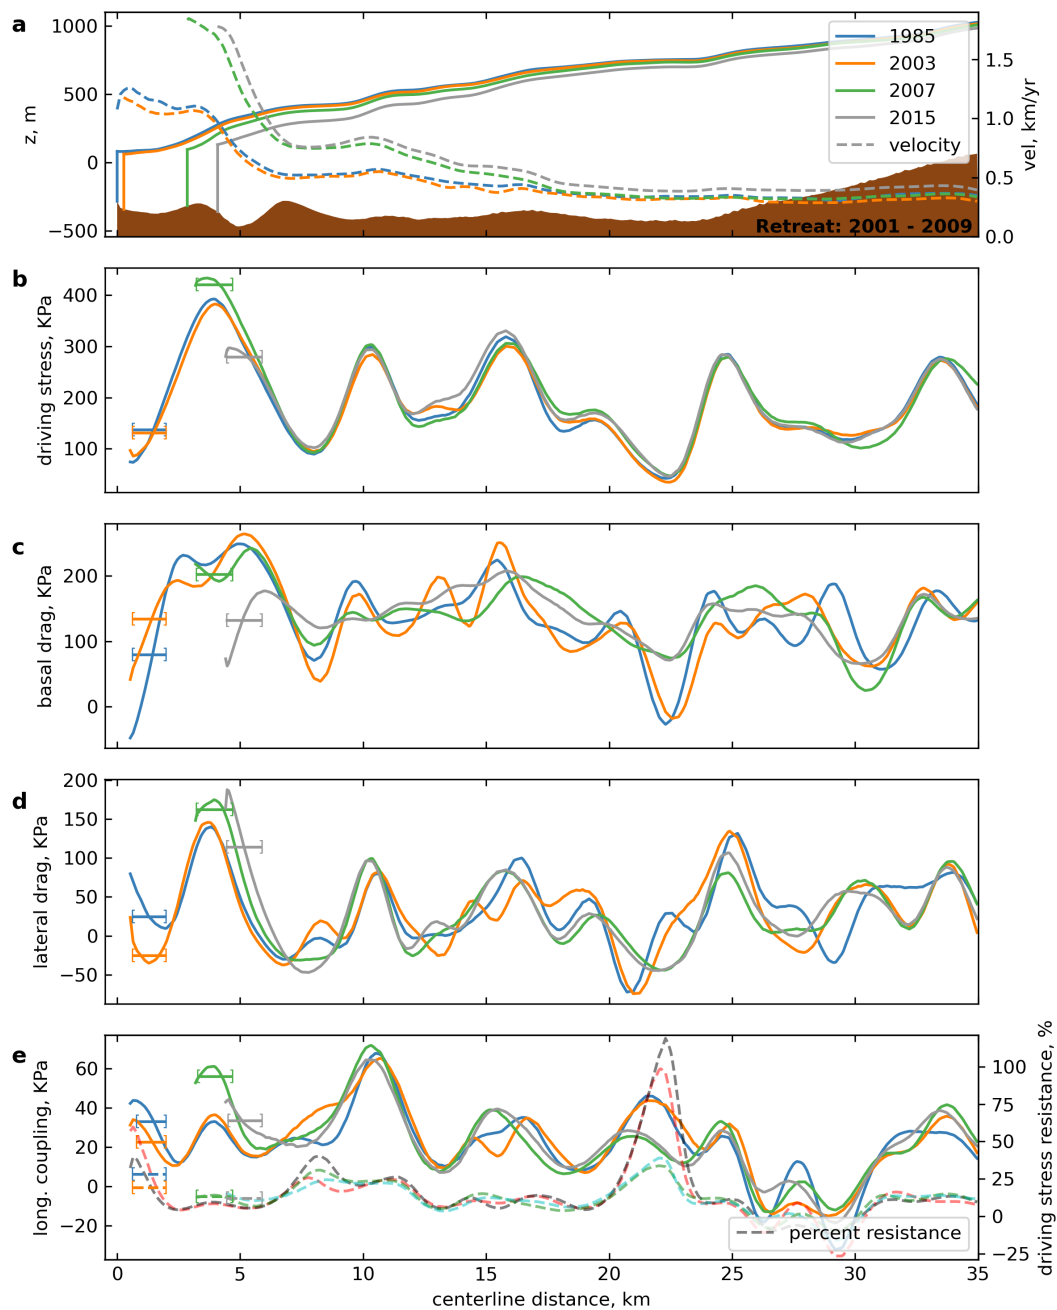 a
1000
500
0
−500
z, m
1985
2003
2007
2015
velocity
1.5
1.0
0.5
0.0
vel, km/yr
Retreat: 2001 - 2009
b
400
300
200
100
driving stress, KPa
c
200
100
0
basal drag, KPa
d
200
150
100
50
0
−50
lateral drag, KPa
e
60
40
20
0
−20
long. coupling, KPa
100
75
50
25
0
−25
driving stress resistance, %
percent resistance
0 5 10 15 20 25 30 35
centerline distance, km